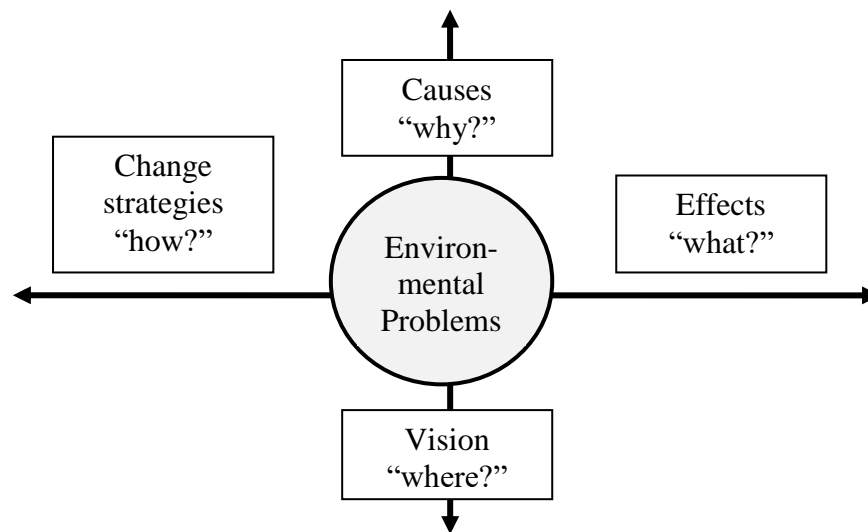 Causes
“why?”
Change
strategies
“how?”
Effects
“what?”
Environ-
mental
Problems
Vision
“where?”